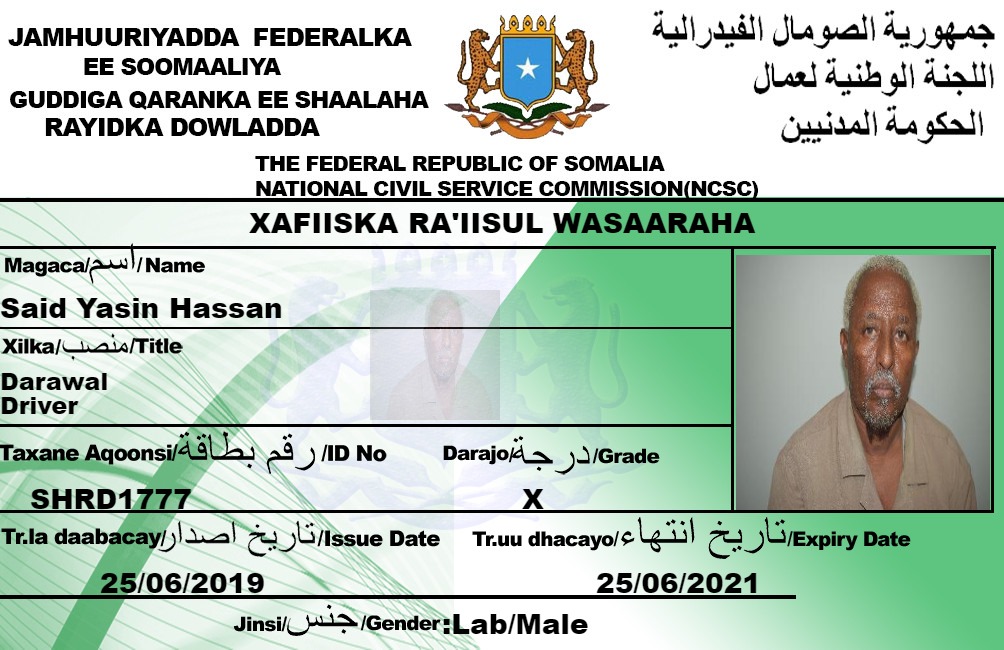 JAMHUURIYADDA FEDERALKA
EE SOOMAALIYA
GUDDIGA QARANKA EE SHAALAHA
RAYIDKA DOWLADDA
جمهورية الصومال الفيدرالية
اللجنة الوطنية لعمال
الحكومة المدنيين
THE FEDERAL REPUBLIC OF SOMALIA
NATIONAL CIVIL SERVICE COMMISSION(NCSC)
XAFIISKA RA'IISUL WASAARAHA
Magaca/اسم/Name
Said Yasin Hassan
Xilka/منصب/Title
Darawal
Driver
Taxane Aqoonsi/رقم بطاقة/ID No Darajo/درجة/Grade
SHRD1777 X
Tr.la daabacay/تاريخ اصدار/Issue Date Tr.uu dhacayo/تاريخ انتهاء/Expiry Date
25/06/2019 25/06/2021
Jinsi/جنس/Gender:Lab/Male